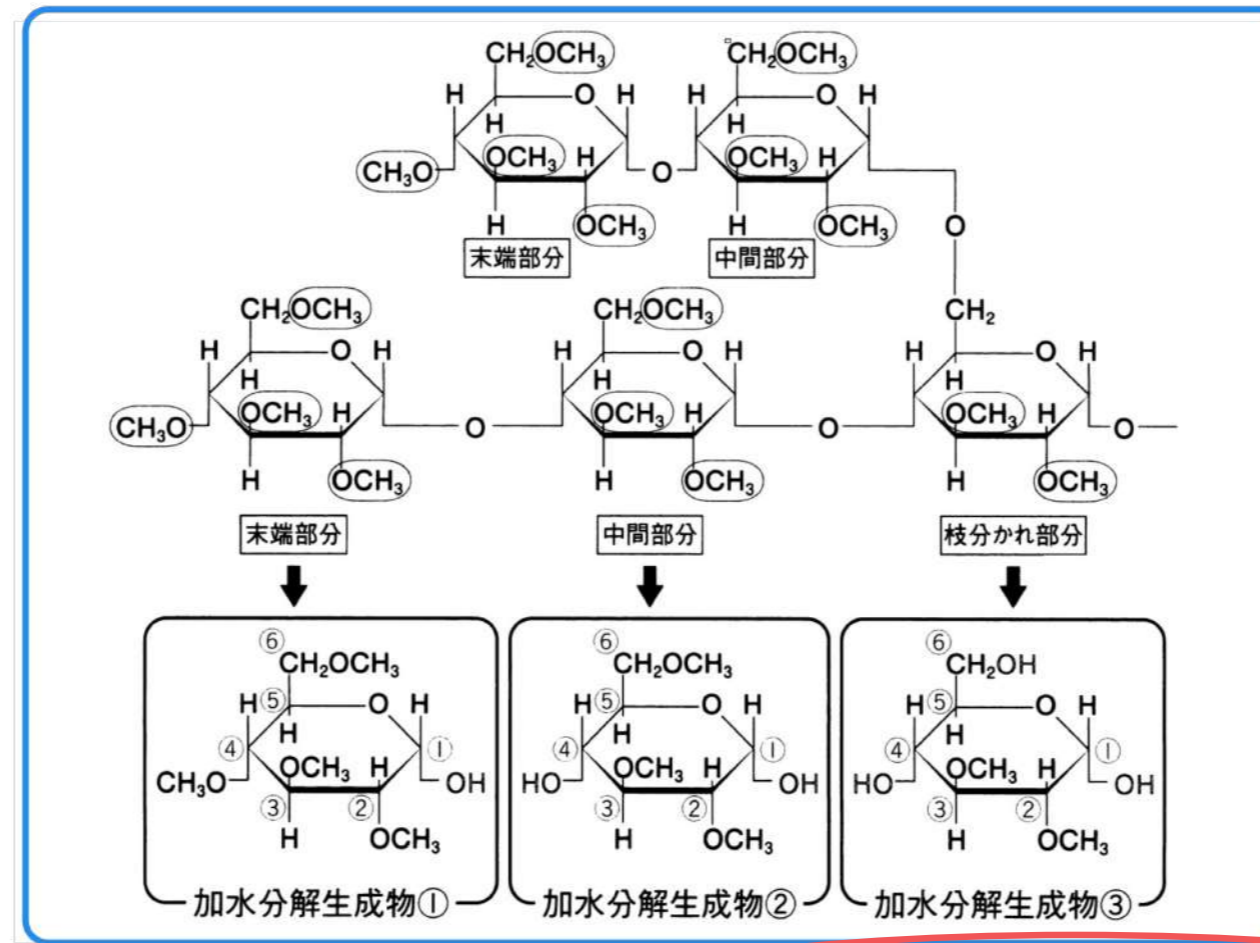 CH₂OCH₃ CH₂OCH₃
H O H H O H
H H
CH₃O OCH₃ H O OCH₃ H
H OCH₃ H OCH₃ O
末端部分 中間部分
CH₂OCH₃ CH₂OCH₃ CH₂
H O H H O H H O H
H H H
CH₃O OCH₃ H O OCH₃ H O OCH₃ H O
H OCH₃ H OCH₃ H OCH₃
末端部分 中間部分 枝分かれ部分
⑥ ⑥ ⑥
CH₂OCH₃ CH₂OCH₃ CH₂OH
H ⑤ O H H ⑤ O H H ⑤ O H
④ H ① ④ H ① ④ H ①
CH₃O OCH₃ H OH HO OCH₃ H OH HO OCH₃ H OH
③ ② ③ ② ③ ②
H OCH₃ H OCH₃ H OCH₃
加水分解生成物① 加水分解生成物② 加水分解生成物③